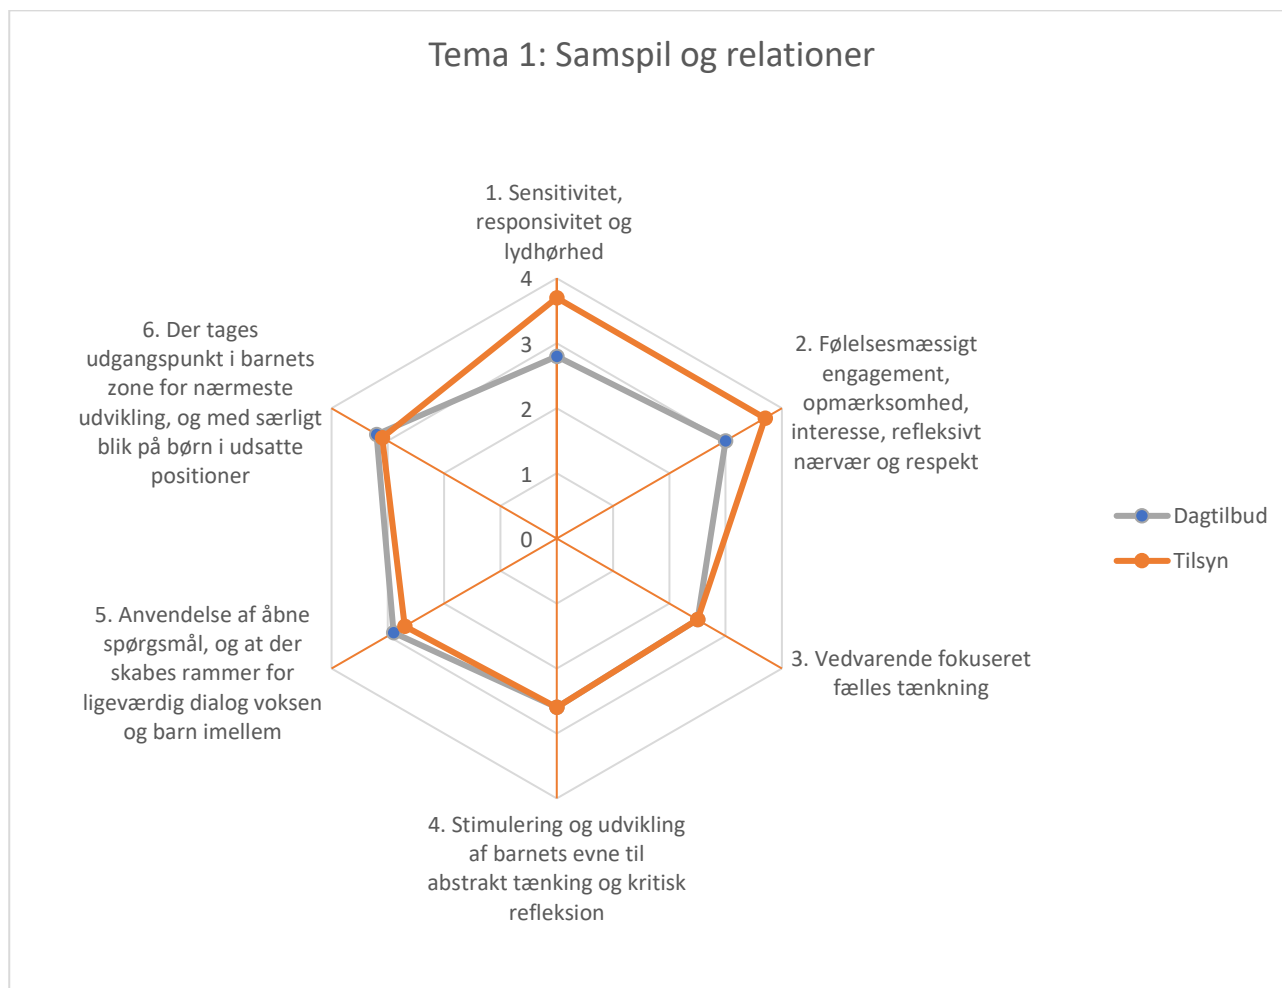 Tema 1: Samspil og relationer
1. Sensitivitet,
responsivitet og
lydhørhed
4
3
2
1
0
2. Følelsesmæssigt
engagement,
opmærksomhed,
interesse, refleksivt
nærvær og respekt
3. Vedvarende fokuseret
fælles tænkning
4. Stimulering og udvikling
af barnets evne til
abstrakt tænking og kritisk
refleksion
5. Anvendelse af åbne
spørgsmål, og at der
skabes rammer for
ligeværdig dialog voksen
og barn imellem
6. Der tages
udgangspunkt i barnets
zone for nærmeste
udvikling, og med særligt
blik på børn i udsatte
positioner
Dagtilbud
Tilsyn